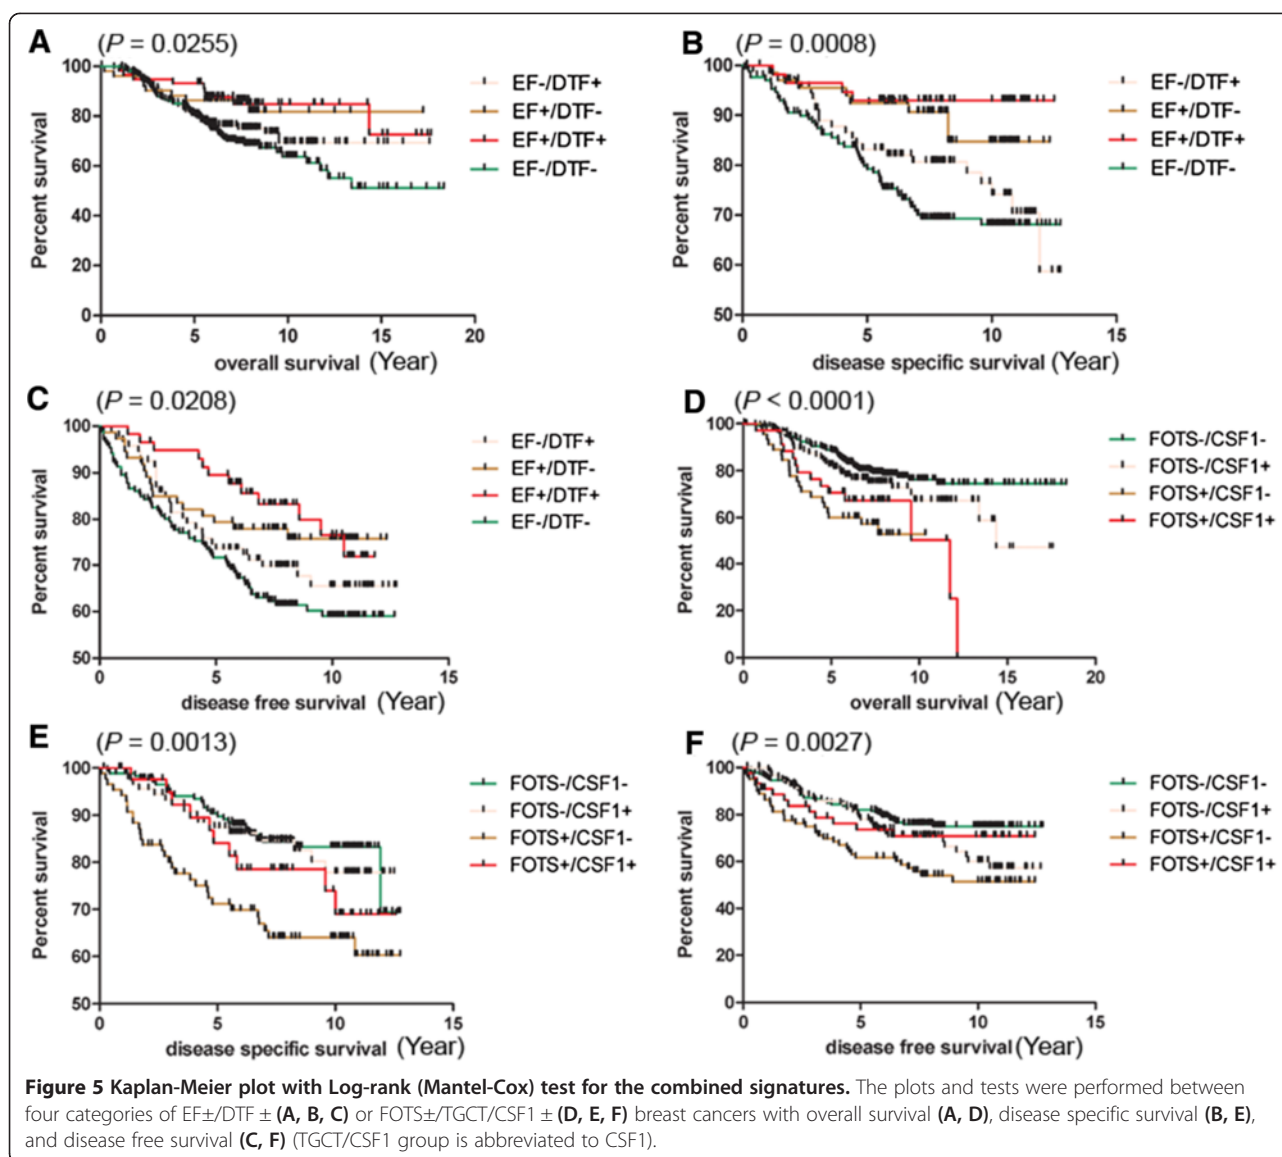 A (P = 0.0255)
100
80
60
40
20
0
Percent survival
0 5 10 15 20
overall survival (Year)
EF-/DTF+
EF+/DTF-
EF+/DTF+
EF-/DTF-
B (P = 0.0008)
100
90
80
70
60
50
Percent survival
0 5 10 15
disease specific survival (Year)
EF-/DTF+
EF+/DTF-
EF+/DTF+
EF-/DTF-
C (P = 0.0208)
100
90
80
70
60
50
Percent survival
0 5 10 15
disease free survival (Year)
EF-/DTF+
EF+/DTF-
EF+/DTF+
EF-/DTF-
D (P < 0.0001)
100
80
60
40
20
0
Percent survival
0 5 10 15 20
overall survival (Year)
FOTS-/CSF1-
FOTS-/CSF1+
FOTS+/CSF1-
FOTS+/CSF1+
E (P = 0.0013)
100
90
80
70
60
50
Percent survival
0 5 10 15
disease specific survival (Year)
FOTS-/CSF1-
FOTS-/CSF1+
FOTS+/CSF1-
FOTS+/CSF1+
F (P = 0.0027)
100
80
60
40
20
0
Percent survival
0 5 10 15
disease free survival(Year)
FOTS-/CSF1-
FOTS-/CSF1+
FOTS+/CSF1-
FOTS+/CSF1+
Figure 5 Kaplan-Meier plot with Log-rank (Mantel-Cox) test for the combined signatures. The plots and tests were performed between
four categories of EF±/DTF ± (A, B, C) or FOTS±/TGCT/CSF1 ± (D, E, F) breast cancers with overall survival (A, D), disease specific survival (B, E),
and disease free survival (C, F) (TGCT/CSF1 group is abbreviated to CSF1).